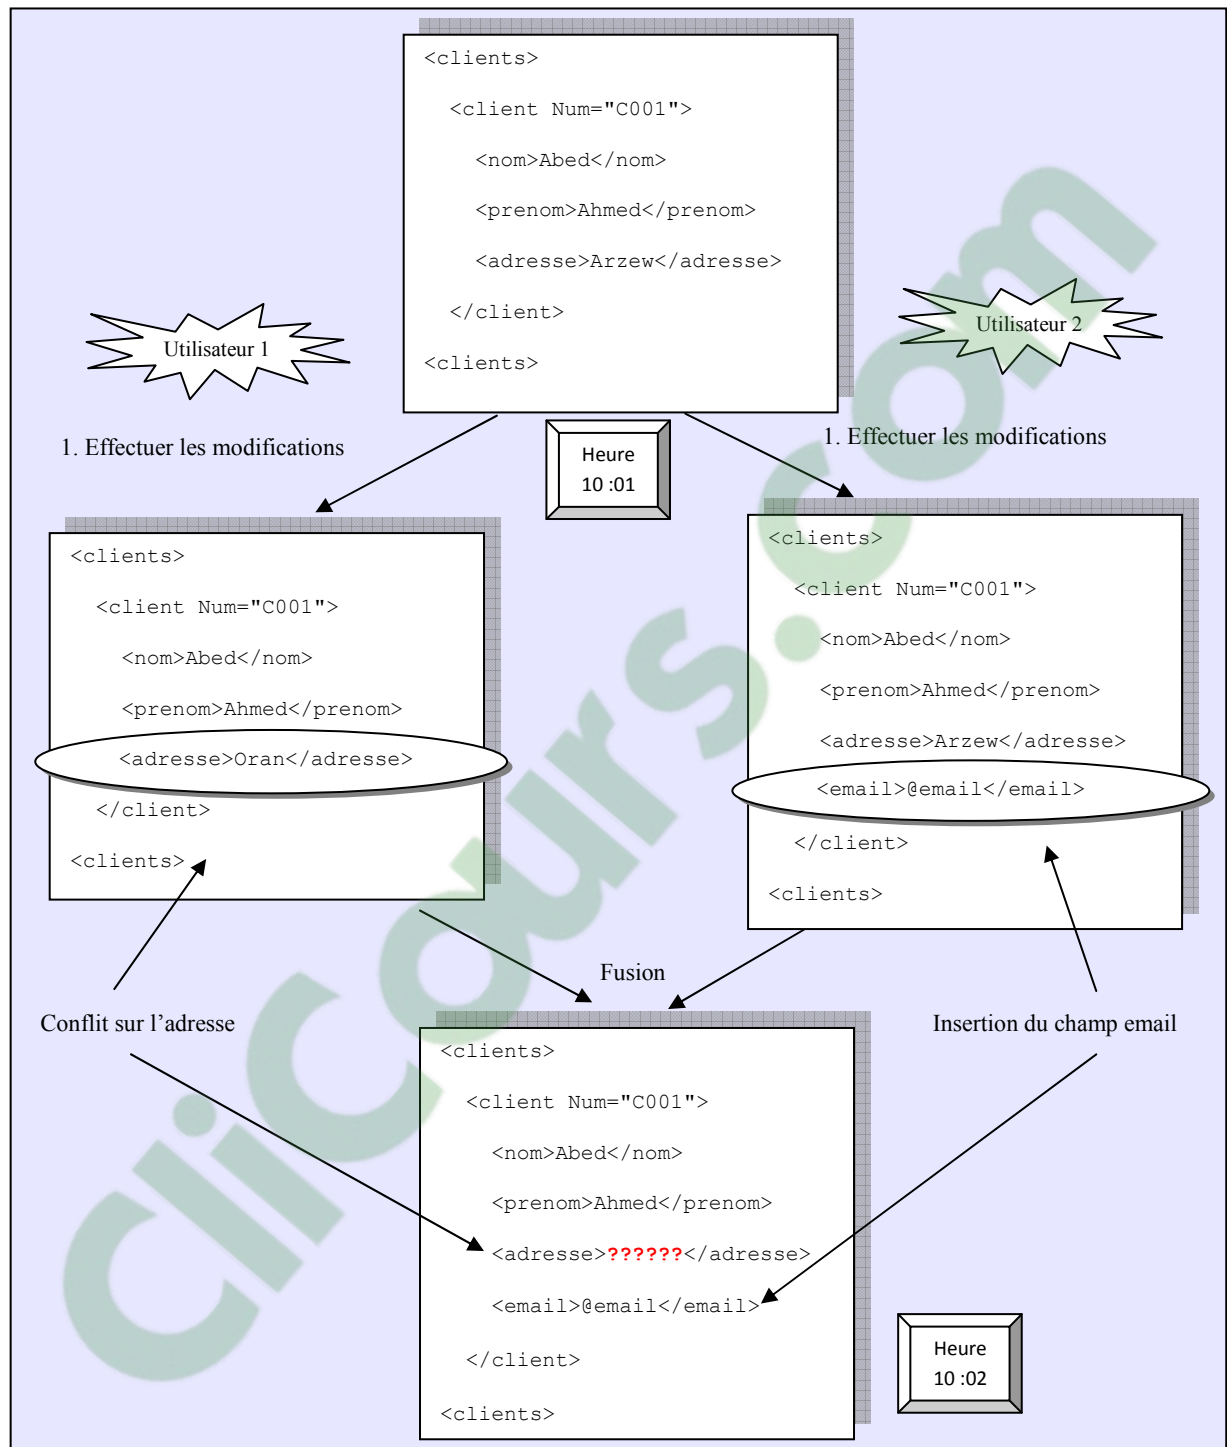 <clients>
<client Num="C001">
<nom>Abed</nom>
<prenom>Ahmed</prenom>
<adresse>Arzew</adresse>
</client>
<clients>
Utilisateur 1
Utilisateur 2
1. Effectuer les modifications
1. Effectuer les modifications
Heure
10 :01
<clients>
<client Num="C001">
<nom>Abed</nom>
<prenom>Ahmed</prenom>
<adresse>Oran</adresse>
</client>
<clients>
<clients>
<client Num="C001">
<nom>Abed</nom>
<prenom>Ahmed</prenom>
<adresse>Arzew</adresse>
<email>@email</email>
</client>
<clients>
Fusion
Conflit sur l’adresse
Insertion du champ email
<clients>
<client Num="C001">
<nom>Abed</nom>
<prenom>Ahmed</prenom>
<adresse>??????</adresse>
<email>@email</email>
</client>
<clients>
Heure
10 :02
CliCours.com